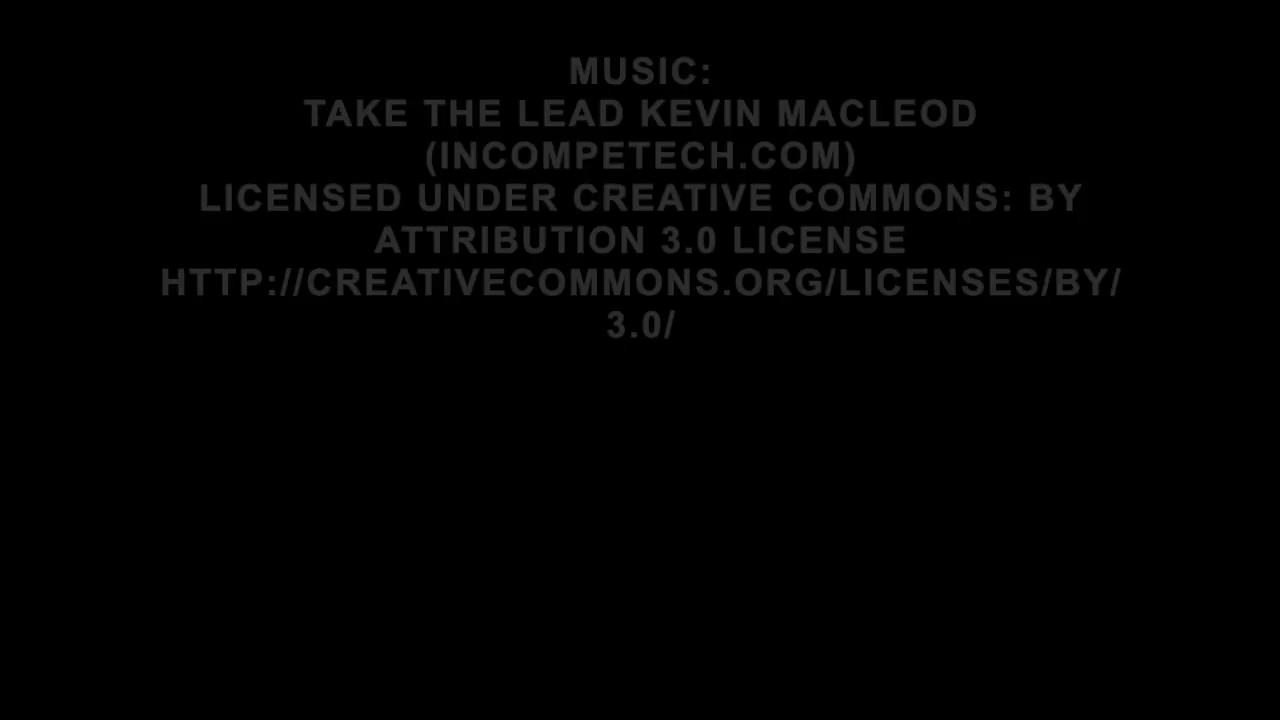 MUSIC:
TAKE THE LEAD KEVIN MACLEOD
(INCOMPETECH.COM)
LICENSED UNDER CREATIVE COMMONS: BY
ATTRIBUTION 3.0 LICENSE
HTTP://CREATIVECOMMONS.ORG/LICENSES/BY/
3.0/